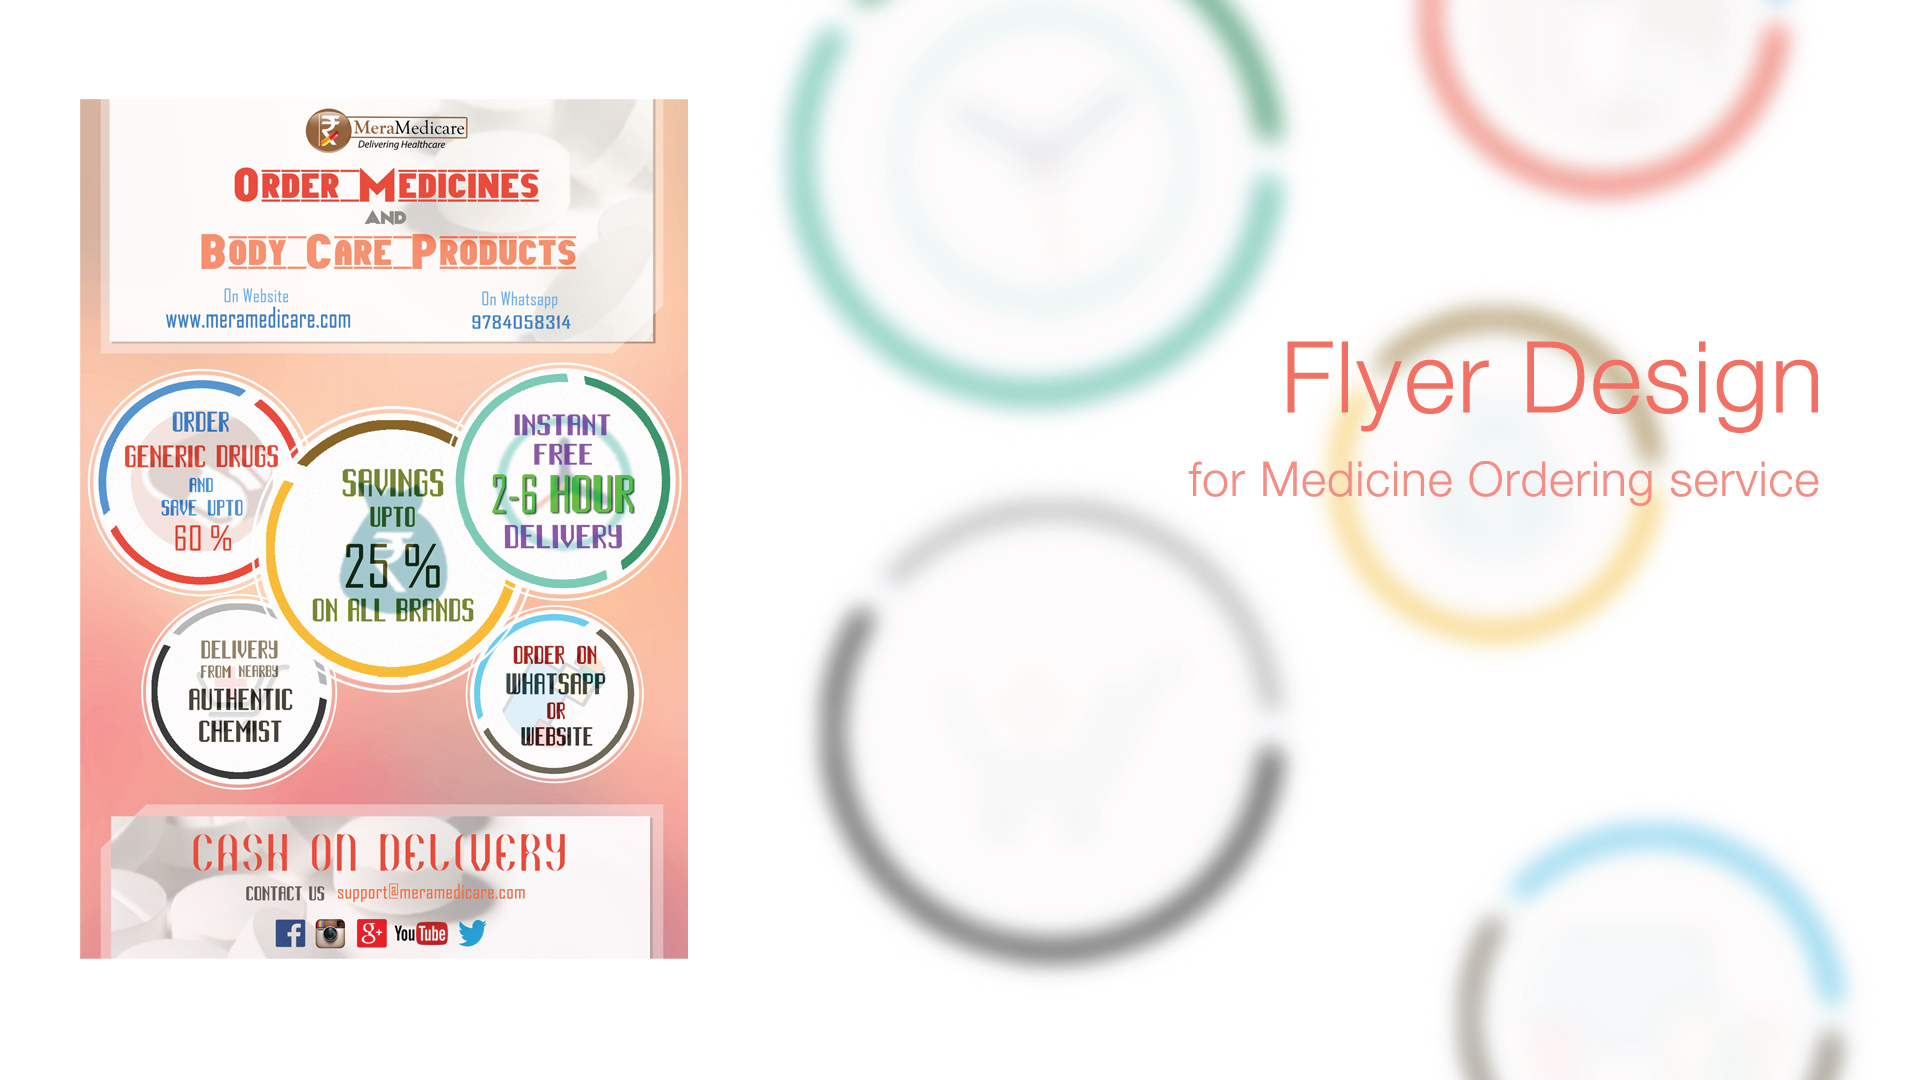 MeraMedicare
Delivering Healthcare
ORDER MEDICINES
AND
BODY CARE PRODUCTS
On Website
www.meramedicare.com
On Whatsapp
9784058314
ORDER
GENERIC DRUGS
AND
SAVE UPTO
60 %
SAVINGS
UPTO
25 %
ON ALL BRANDS
INSTANT
FREE
2-6 HOUR
DELIVERY
DELIVERY
FROM NEARBY
AUTHENTIC
CHEMIST
ORDER ON
WHATSAPP
OR
WEBSITE
CASH ON DELIVERY
CONTACT US support@meramedicare.com
f g+ YouTube
Flyer Design
for Medicine Ordering service